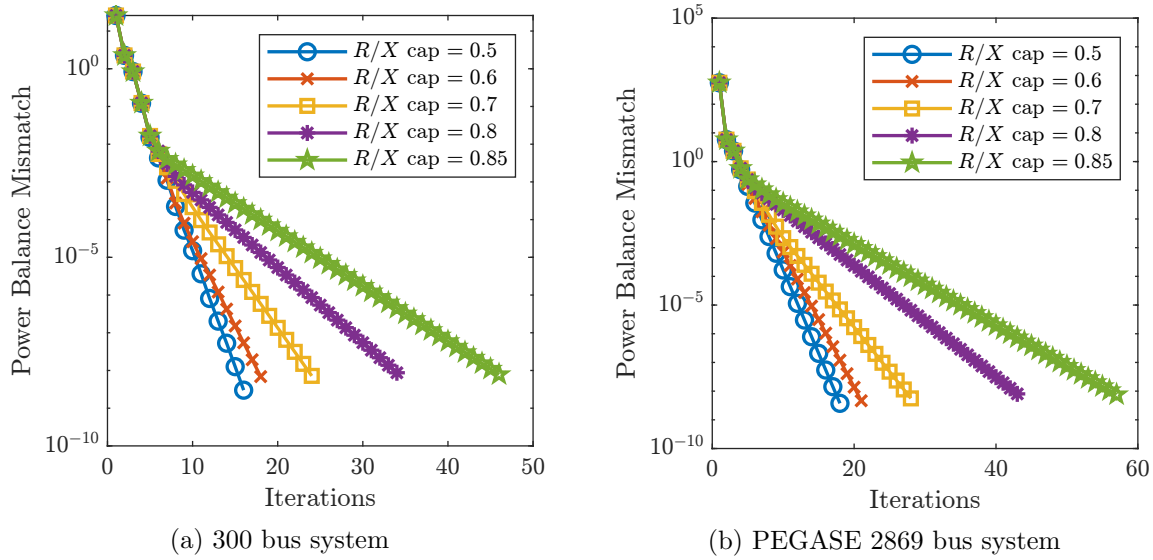 Power Balance Mismatch
10^0
10^-5
10^-10
R/X cap = 0.5
R/X cap = 0.6
R/X cap = 0.7
R/X cap = 0.8
R/X cap = 0.85
0 10 20 30 40 50
Iterations
(a) 300 bus system
Power Balance Mismatch
10^5
10^0
10^-5
10^-10
R/X cap = 0.5
R/X cap = 0.6
R/X cap = 0.7
R/X cap = 0.8
R/X cap = 0.85
0 20 40 60
Iterations
(b) PEGASE 2869 bus system